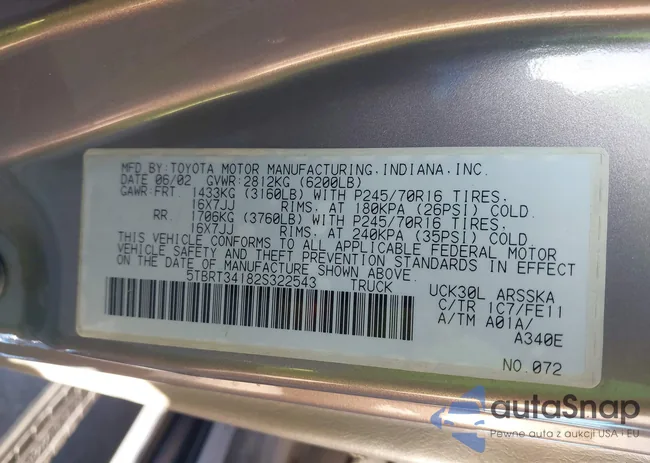 MFD.BY:TOYOTA MOTOR MANUFACTURING.INDIANA.INC.
DATE 06/02 GVWR:2812KG (6200LB)
GAWR:FRT. 1433KG (3160LB) WITH P245/70R16 TIRES.
16X7JJ RIMS. AT 180KPA (26PSI) COLD.
RR. 1706KG (3760LB) WITH P245/70R16 TIRES.
16X7JJ RIMS. AT 240KPA (35PSI) COLD.
THIS VEHICLE CONFORMS TO ALL APPLICABLE FEDERAL MOTOR
VEHICLE SAFETY AND THEFT PREVENTION STANDARDS IN EFFECT
ON THE DATE OF MANUFACTURE SHOWN ABOVE.
5TBRT34182S322543 TRUCK UCK30L ARSSKA
C/TR 1C7/FE11
A/TM A01A/
A340E
NO.072
autaSnap
Pewne auta z aukcji USA i EU